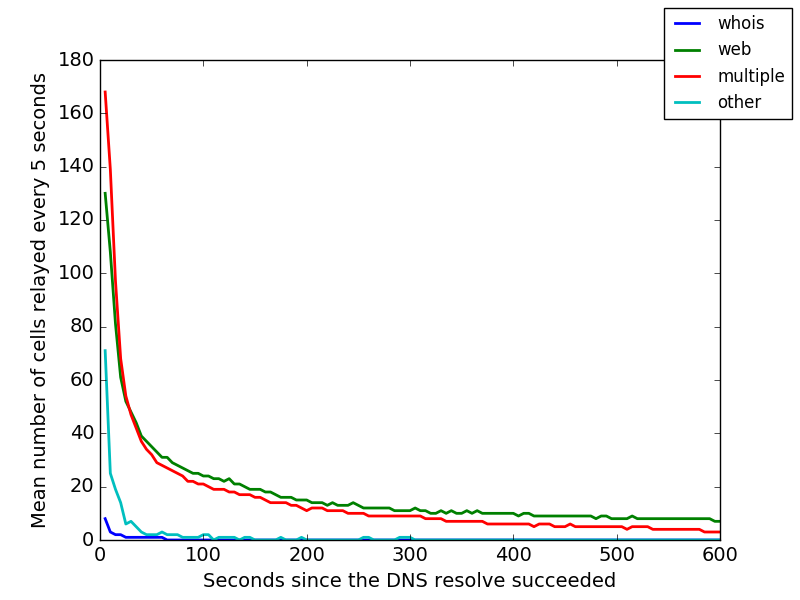 whois
web
multiple
other
180
160
140
120
100
80
60
40
20
0
Mean number of cells relayed every 5 seconds
0 100 200 300 400 500 600
Seconds since the DNS resolve succeeded